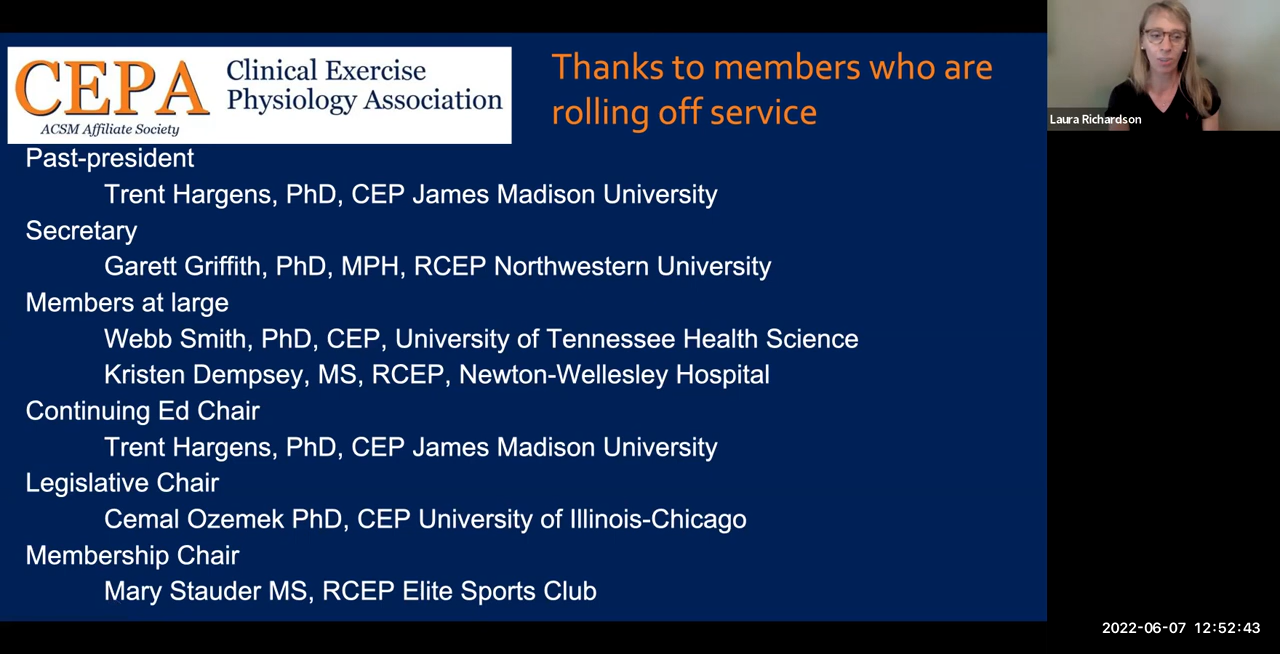 CEPA
Clinical Exercise
Physiology Association
ACSM Affiliate Society
Thanks to members who are
rolling off service
Laura Richardson
Past-president
Trent Hargens, PhD, CEP James Madison University
Secretary
Garett Griffith, PhD, MPH, RCEP Northwestern University
Members at large
Webb Smith, PhD, CEP, University of Tennessee Health Science
Kristen Dempsey, MS, RCEP, Newton-Wellesley Hospital
Continuing Ed Chair
Trent Hargens, PhD, CEP James Madison University
Legislative Chair
Cemal Ozemek PhD, CEP University of Illinois-Chicago
Membership Chair
Mary Stauder MS, RCEP Elite Sports Club
2022-06-07 12:52:43